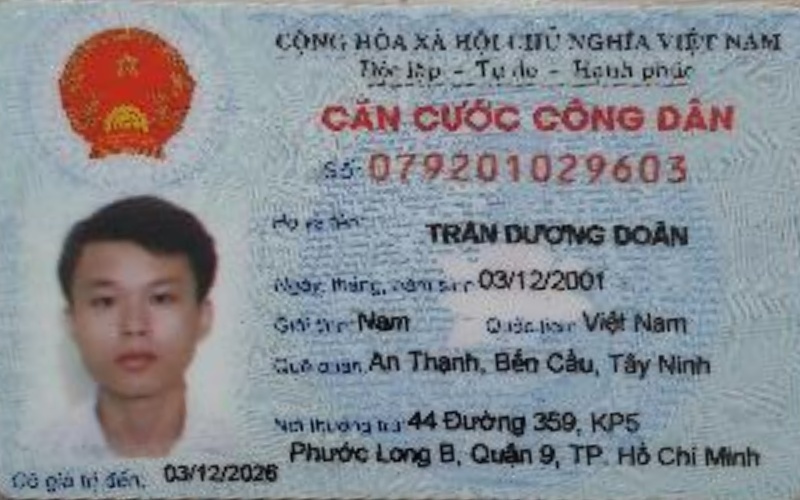 CỘNG HÒA XÃ HỘI CHỦ NGHĨA VIỆT NAM
Độc lập - Tự do - Hạnh phúc
CĂN CƯỚC CÔNG DÂN
Số: 079201029603
Họ và tên:
TRẦN DƯƠNG DOÃN
Ngày, tháng, năm sinh: 03/12/2001
Giới tính: Nam Quốc tịch: Việt Nam
Quê quán: An Thạnh, Bến Cầu, Tây Ninh
Nơi thường trú: 44 Đường 359, KP5
Phước Long B, Quận 9, TP. Hồ Chí Minh
Có giá trị đến: 03/12/2026